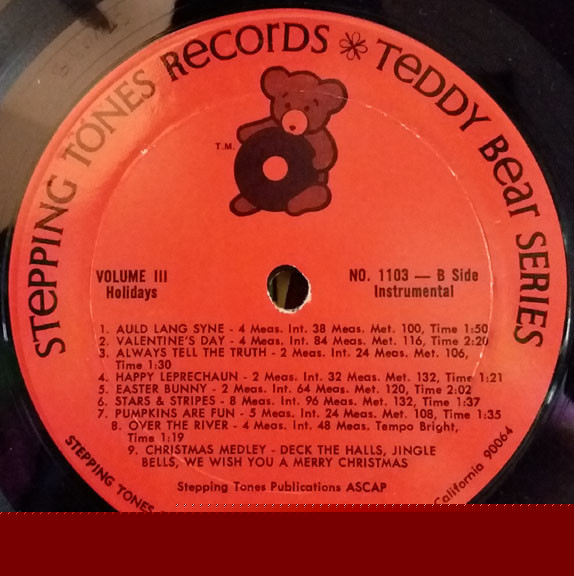 STEPPING TONES RECORDS * TEDDY BEAR SERIES
T.M.
VOLUME III
Holidays
NO. 1103 — B Side
Instrumental
1. AULD LANG SYNE - 4 Meas. Int. 38 Meas. Met. 100, Time 1:50
2. VALENTINE'S DAY - 4 Meas. Int. 84 Meas. Met. 116, Time 2:20
3. ALWAYS TELL THE TRUTH - 2 Meas. Int. 24 Meas. Met. 106,
Time 1:30
4. HAPPY LEPRECHAUN - 2 Meas. Int. 32 Meas. Met. 132, Time 1:21
5. EASTER BUNNY - 2 Meas. Int. 64 Meas. Met. 120, Time 2:02
6. STARS & STRIPES - 8 Meas. Int. 96 Meas. Met. 132, Time 1:37
7. PUMPKINS ARE FUN - 5 Meas. Int. 24 Meas. Met. 108, Time 1:35
8. OVER THE RIVER - 4 Meas. Int. 48 Meas. Tempo Bright,
Time 1:19
9. CHRISTMAS MEDLEY - DECK THE HALLS, JINGLE
BELLS, WE WISH YOU A MERRY CHRISTMAS
Stepping Tones Publications ASCAP
STEPPING TONES
California 90064